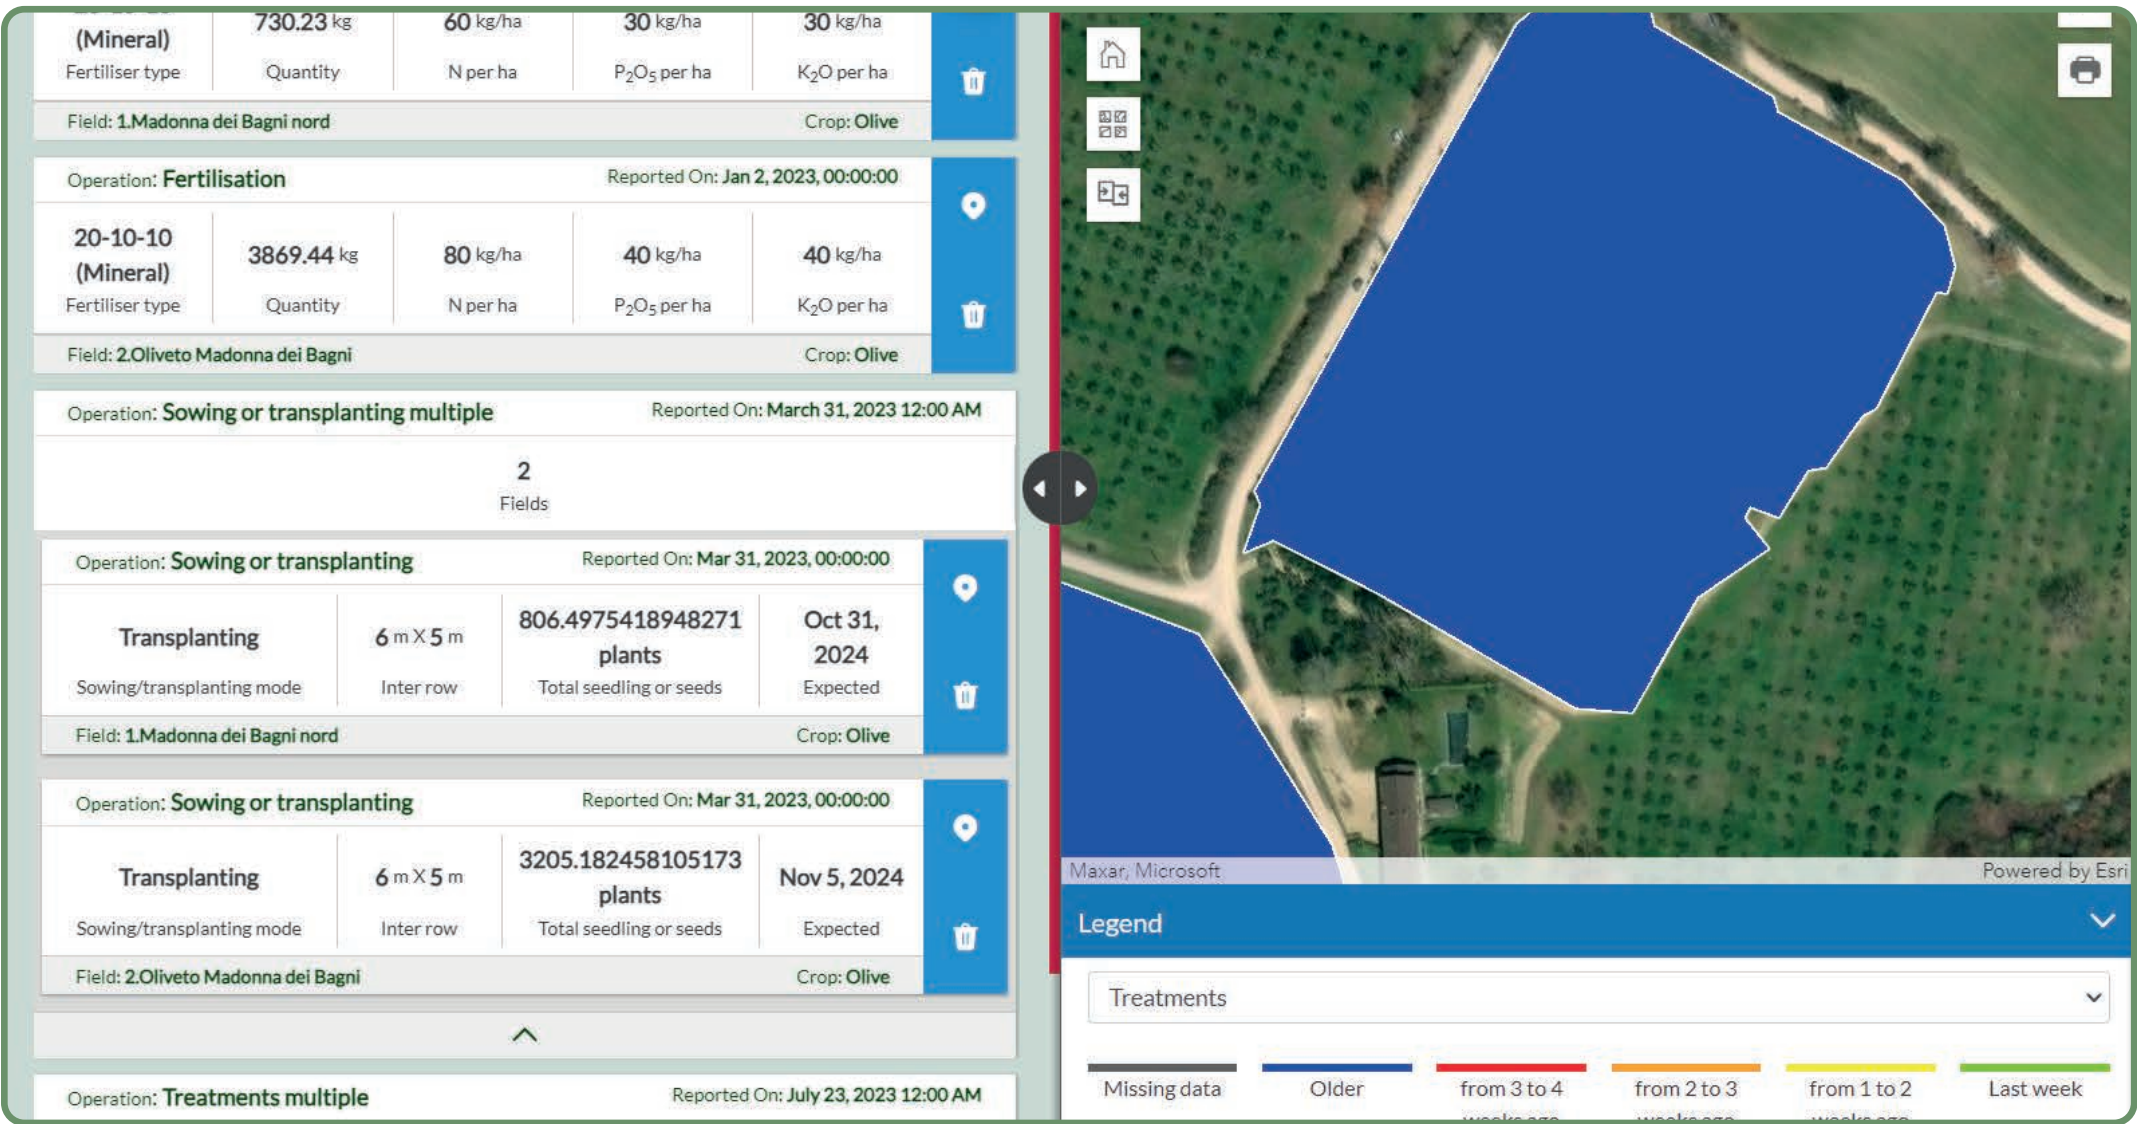 730.23 kg
60 kg/ha
30 kg/ha
30 kg/ha
(Mineral)
Fertiliser type
Quantity
N per ha
P₂O₅ per ha
K₂O per ha
Field: 1.Madonna dei Bagni nord
Crop: Olive
Operation: Fertilisation
Reported On: Jan 2, 2023, 00:00:00
20-10-10
(Mineral)
3869.44 kg
80 kg/ha
40 kg/ha
40 kg/ha
Fertiliser type
Quantity
N per ha
P₂O₅ per ha
K₂O per ha
Field: 2.Oliveto Madonna dei Bagni
Crop: Olive
Operation: Sowing or transplanting multiple
Reported On: March 31, 2023 12:00 AM
2
Fields
Operation: Sowing or transplanting
Reported On: Mar 31, 2023, 00:00:00
Transplanting
6 m X 5 m
806.4975418948271
plants
Oct 31,
2024
Sowing/transplanting mode
Inter row
Total seedling or seeds
Expected
Field: 1.Madonna dei Bagni nord
Crop: Olive
Operation: Sowing or transplanting
Reported On: Mar 31, 2023, 00:00:00
Transplanting
6 m X 5 m
3205.182458105173
plants
Nov 5, 2024
Sowing/transplanting mode
Inter row
Total seedling or seeds
Expected
Field: 2.Oliveto Madonna dei Bagni
Crop: Olive
Operation: Treatments multiple
Reported On: July 23, 2023 12:00 AM
Maxar, Microsoft
Powered by Esri
Legend
Treatments
Missing data
Older
from 3 to 4
weeks ago
from 2 to 3
weeks ago
from 1 to 2
weeks ago
Last week